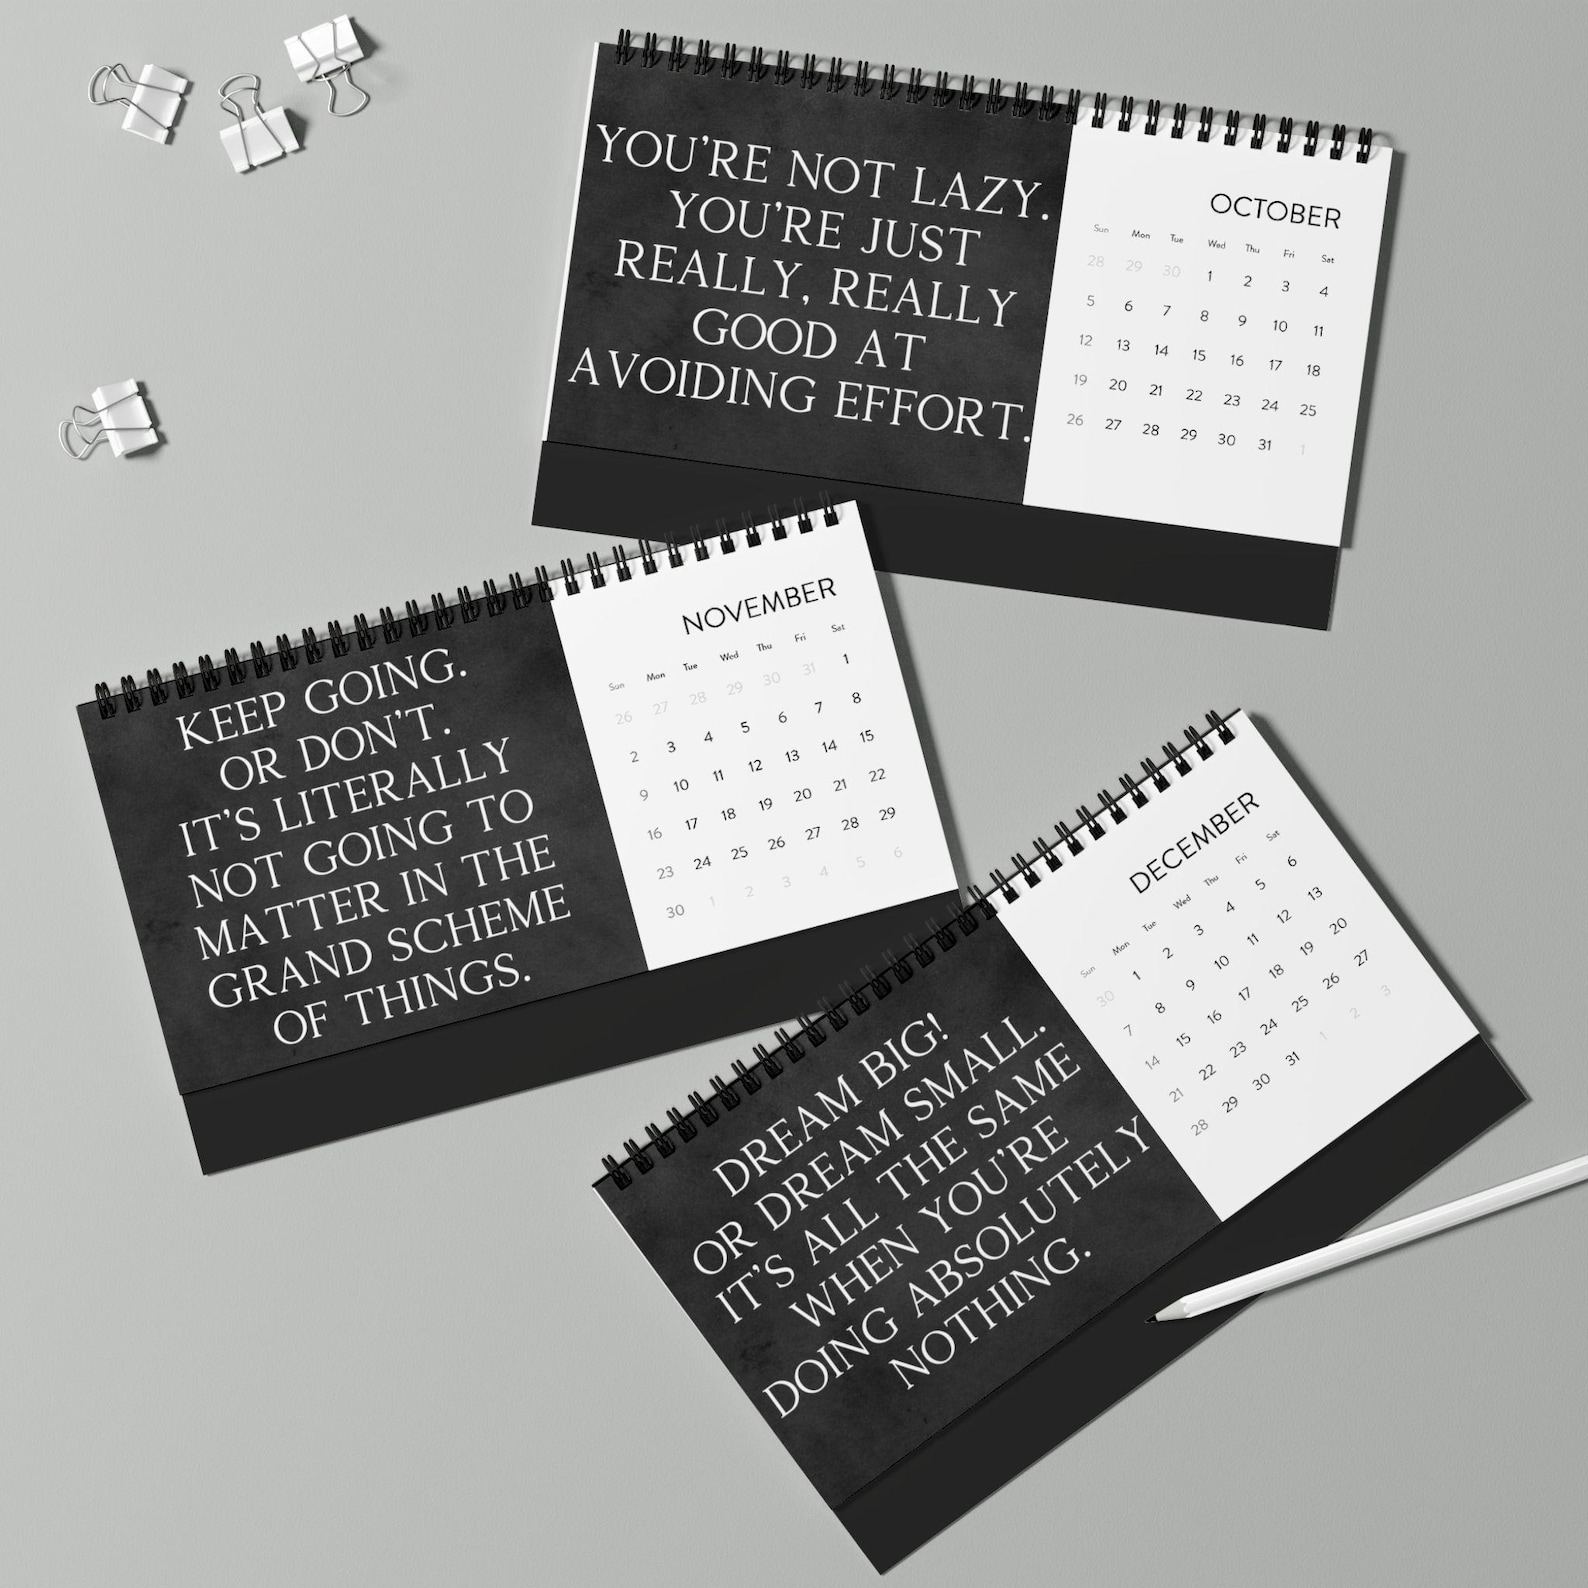 YOU'RE NOT LAZY.
YOU'RE JUST
REALLY, REALLY
GOOD AT
AVOIDING EFFORT.
OCTOBER
Sun Mon Tue Wed Thu Fri Sat
28 29 30 1 2 3 4
5 6 7 8 9 10 11
12 13 14 15 16 17 18
19 20 21 22 23 24 25
26 27 28 29 30 31 1
KEEP GOING.
OR DON'T.
IT'S LITERALLY
NOT GOING TO
MATTER IN THE
GRAND SCHEME
OF THINGS.
NOVEMBER
Sun Mon Tue Wed Thu Fri Sat
26 27 28 29 30 31 1
2 3 4 5 6 7 8
9 10 11 12 13 14 15
16 17 18 19 20 21 22
23 24 25 26 27 28 29
30 1 2 3 4 5 6
DREAM BIG!
OR DREAM SMALL.
IT'S ALL THE SAME
WHEN YOU'RE
DOING ABSOLUTELY
NOTHING.
DECEMBER
Sun Mon Tue Wed Thu Fri Sat
30 1 2 3 4 5 6
7 8 9 10 11 12 13
14 15 16 17 18 19 20
21 22 23 24 25 26 27
28 29 30 31 1 2 3